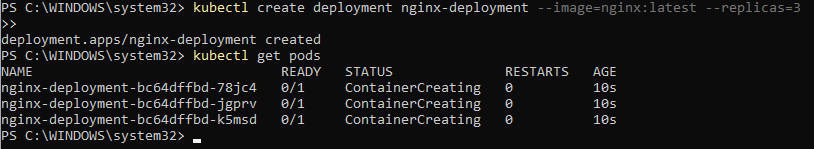 PS C:\WINDOWS\system32> kubectl create deployment nginx-deployment --image=nginx:latest --replicas=3
>>
deployment.apps/nginx-deployment created
PS C:\WINDOWS\system32> kubectl get pods
NAME                               READY   STATUS              RESTARTS   AGE
nginx-deployment-bc64dffbd-78jc4   0/1     ContainerCreating   0          10s
nginx-deployment-bc64dffbd-jgprv   0/1     ContainerCreating   0          10s
nginx-deployment-bc64dffbd-k5msd   0/1     ContainerCreating   0          10s
PS C:\WINDOWS\system32>